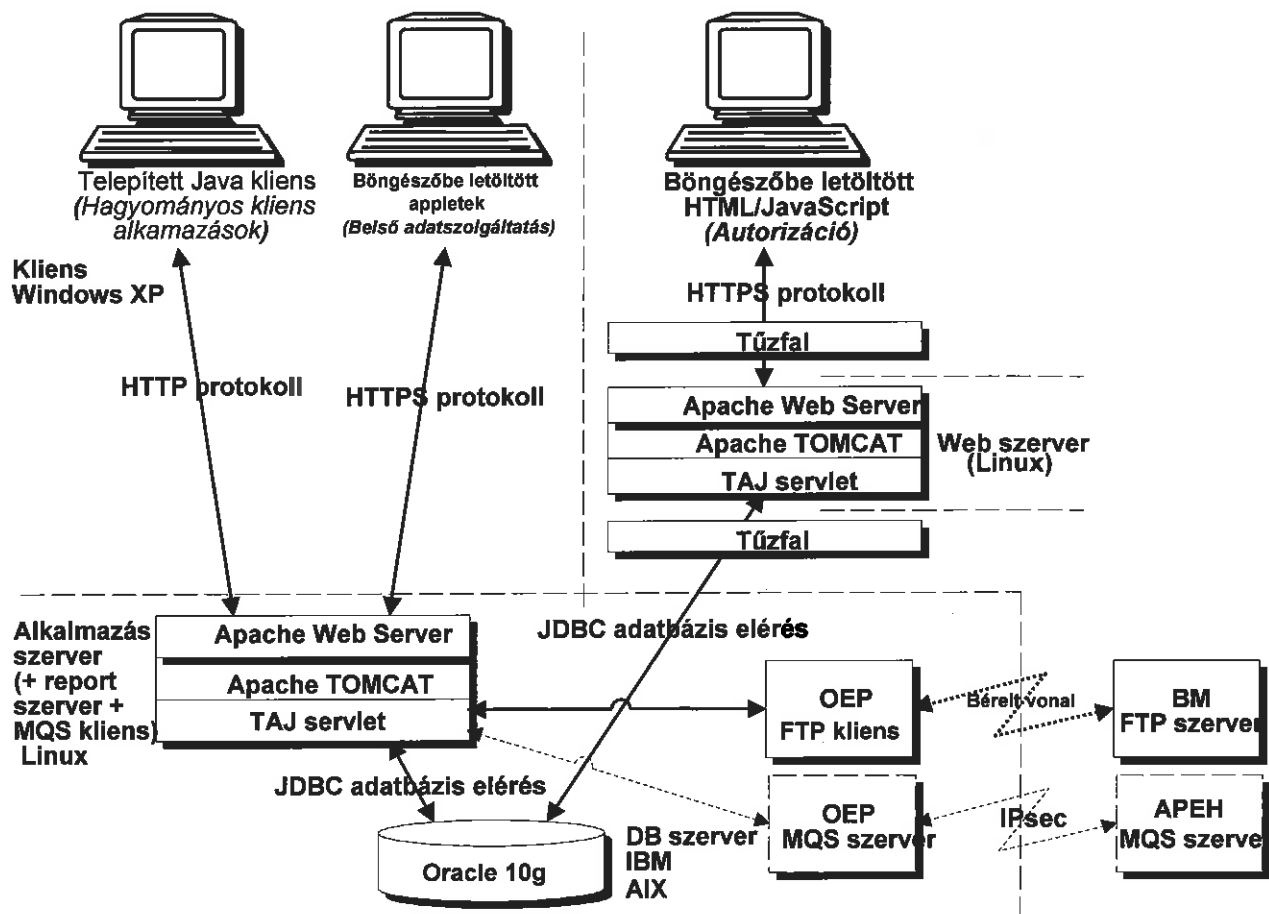 Telepített Java kliens
(Hagyományos kliens
alkamazások)
Böngészőbe letöltött
appletek
(Belső adatszolgáltatás)
Böngészőbe letöltött
HTML/JavaScript
(Autorizáció)
Kliens
Windows XP
HTTPS protokoll
Tűzfal
HTTP protokoll
HTTPS protokoll
Apache Web Server
Apache TOMCAT
TAJ servlet
Web szerver
(Linux)
Tűzfal
Alkalmazás
szerver
(+ report
szerver +
MQS kliens)
Linux
Apache Web Server
Apache TOMCAT
TAJ servlet
JDBC adatbázis elérés
OEP
FTP kliens
Bérelt vonal
BM
FTP szerver
JDBC adatbázis elérés
OEP
MQS szerver
IPsec
APEH
MQS szerve
Oracle 10g
DB szerver
IBM
AIX